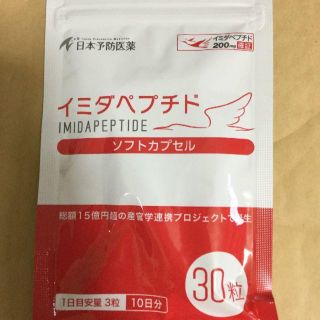 日本予防医薬
イミダペプチド
200mg
イミダペプチド
IMIDAPEPTIDE
ソフトカプセル
総額15億円超の産官学連携プロジェクトで
30粒
1日目安量 3粒 10日分